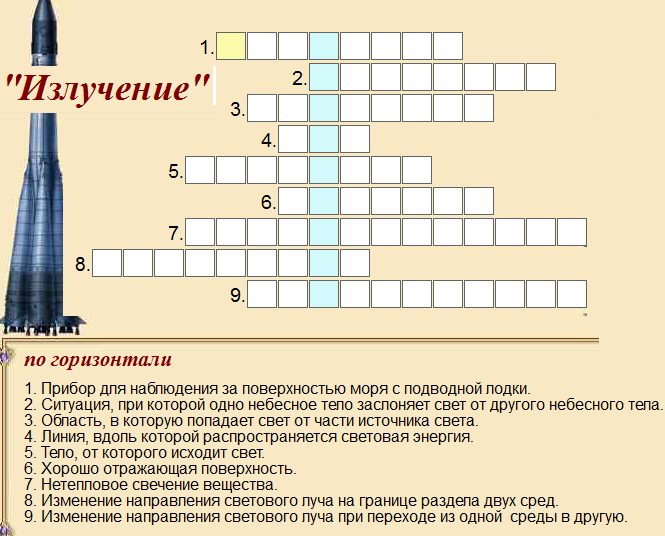 1.
2.
"Излучение"
3.
4.
5.
6.
7.
8.
9.
по горизонтали
1. Прибор для наблюдения за поверхностью моря с подводной лодки.
2. Ситуация, при которой одно небесное тело заслоняет свет от другого небесного тела.
3. Область, в которую попадает свет от части источника света.
4. Линия, вдоль которой распространяется световая энергия.
5. Тело, от которого исходит свет.
6. Хорошо отражающая поверхность.
7. Нетепловое свечение вещества.
8. Изменение направления светового луча на границе раздела двух сред.
9. Изменение направления светового луча при переходе из одной среды в другую.